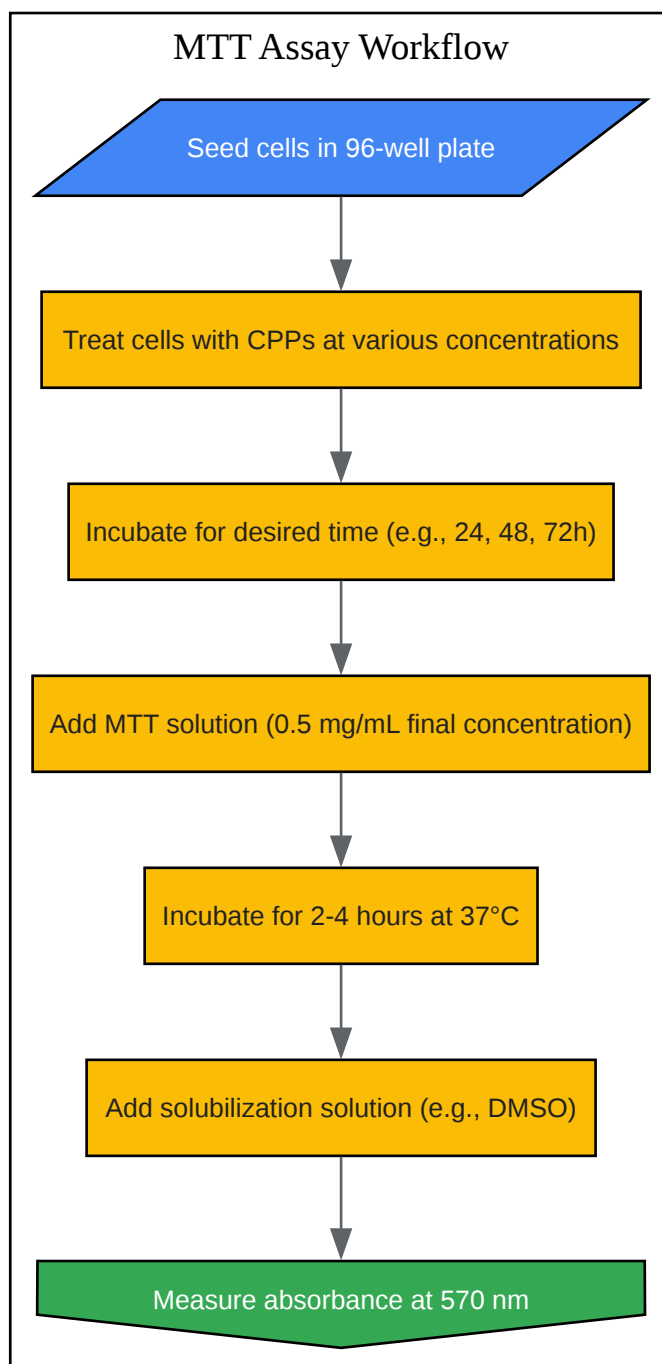 MTT Assay Workflow
Seed cells in 96-well plate
Treat cells with CPPs at various concentrations
Incubate for desired time (e.g., 24, 48, 72h)
Add MTT solution (0.5 mg/mL final concentration)
Incubate for 2-4 hours at 37°C
Add solubilization solution (e.g., DMSO)
Measure absorbance at 570 nm